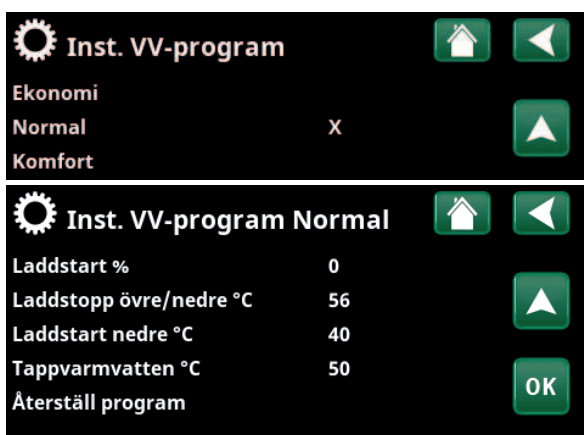 Inst. VV-program
Ekonomi
Normal X
Komfort
Inst. VV-program Normal
Laddstart % 0
Laddstopp övre/nedre °C 56
Laddstart nedre °C 40
Tappvarmvatten °C 50
Återställ program
OK